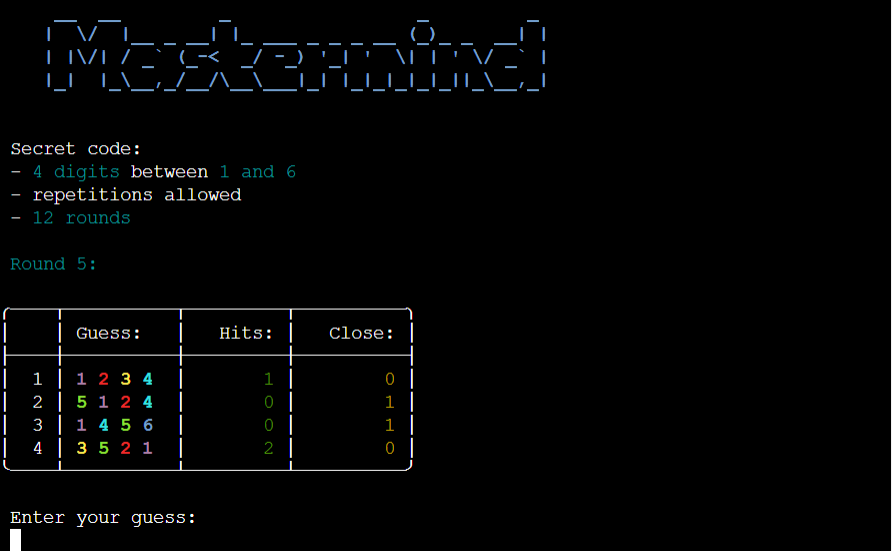 Mastermind
Secret code:
- 4 digits between 1 and 6
- repetitions allowed
- 12 rounds
Round 5:
Guess: Hits: Close:
1 1 2 3 4 1 0
2 5 1 2 4 0 1
3 1 4 5 6 0 1
4 3 5 2 1 2 0
Enter your guess: